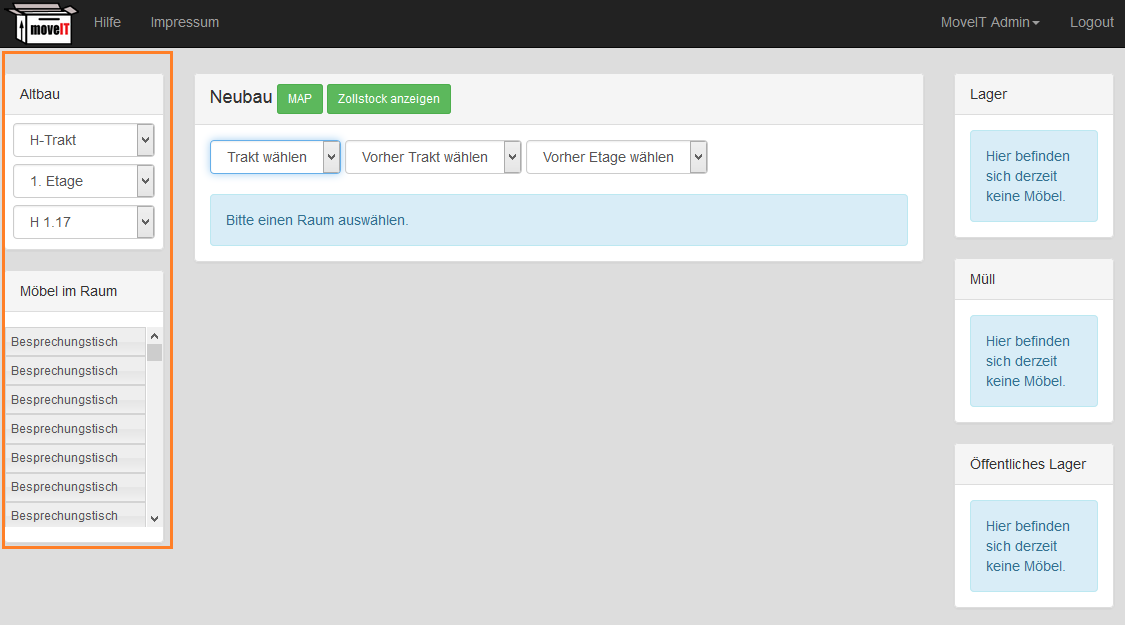 moveIT
Hilfe
Impressum
MoveIT Admin
Logout
Altbau
H-Trakt
1. Etage
H 1.17
Möbel im Raum
Besprechungstisch
Besprechungstisch
Besprechungstisch
Besprechungstisch
Besprechungstisch
Besprechungstisch
Besprechungstisch
Neubau
MAP
Zollstock anzeigen
Trakt wählen
Vorher Trakt wählen
Vorher Etage wählen
Bitte einen Raum auswählen.
Lager
Hier befinden
sich derzeit
keine Möbel.
Müll
Hier befinden
sich derzeit
keine Möbel.
Öffentliches Lager
Hier befinden
sich derzeit
keine Möbel.